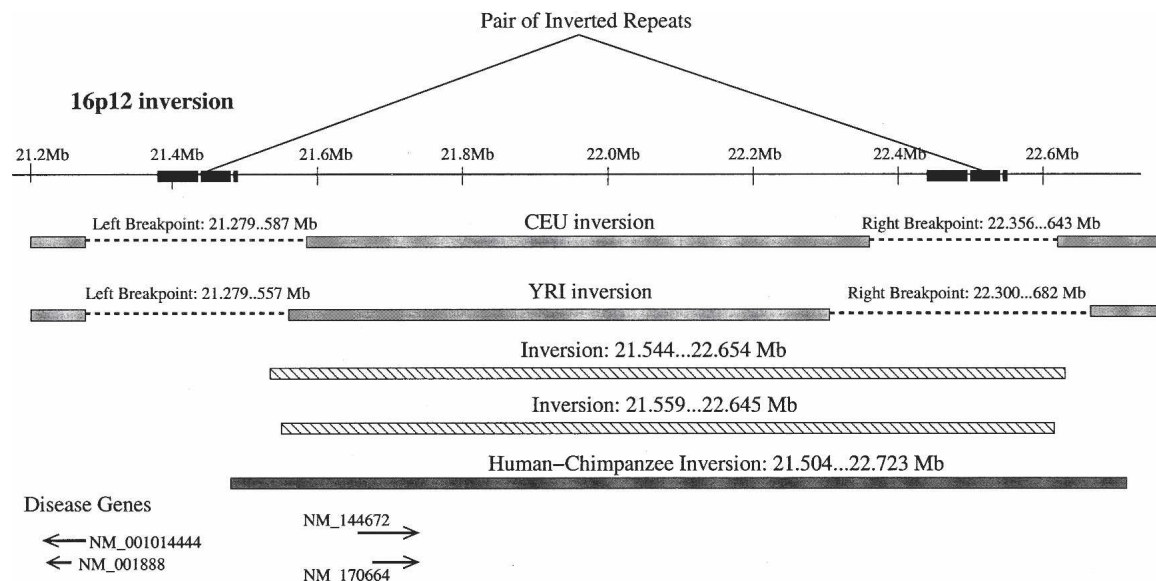 Pair of Inverted Repeats
16p12 inversion
21.2Mb 21.4Mb 21.6Mb 21.8Mb 22.0Mb 22.2Mb 22.4Mb 22.6Mb
Left Breakpoint: 21.279..587 Mb CEU inversion Right Breakpoint: 22.356...643 Mb
Left Breakpoint: 21.279..557 Mb YRI inversion Right Breakpoint: 22.300...682 Mb
Inversion: 21.544...22.654 Mb
Inversion: 21.559...22.645 Mb
Human−Chimpanzee Inversion: 21.504...22.723 Mb
Disease Genes
NM_144672
NM_001014444
NM_001888
NM_170664